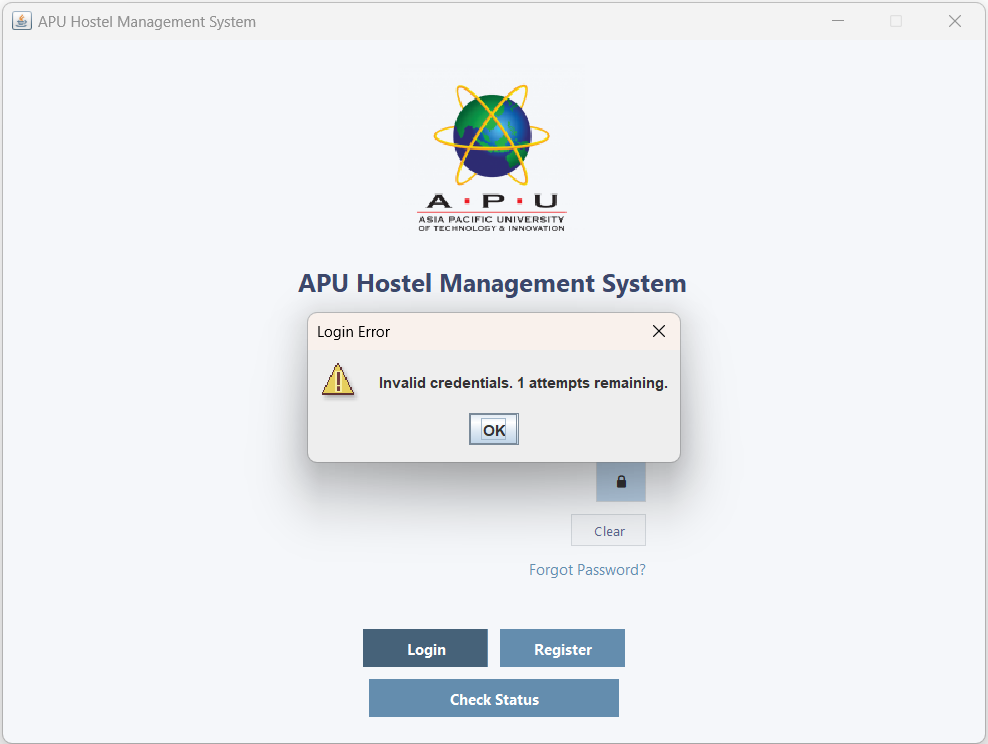 APU Hostel Management System
A·P·U
ASIA PACIFIC UNIVERSITY
OF TECHNOLOGY & INNOVATION
APU Hostel Management System
Login Error
Invalid credentials. 1 attempts remaining.
OK
Clear
Forgot Password?
Login
Register
Check Status